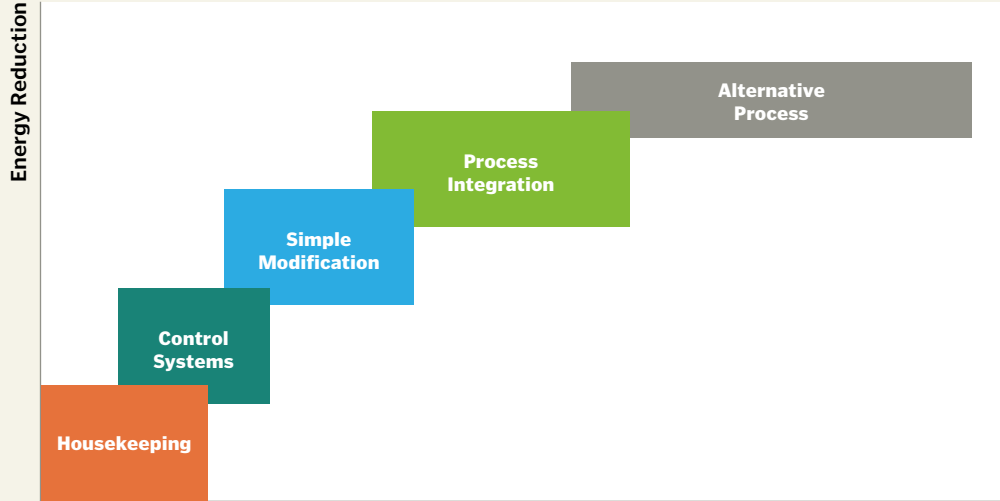 Energy Reduction
Alternative
Process
Process
Integration
Simple
Modification
Control
Systems
Housekeeping